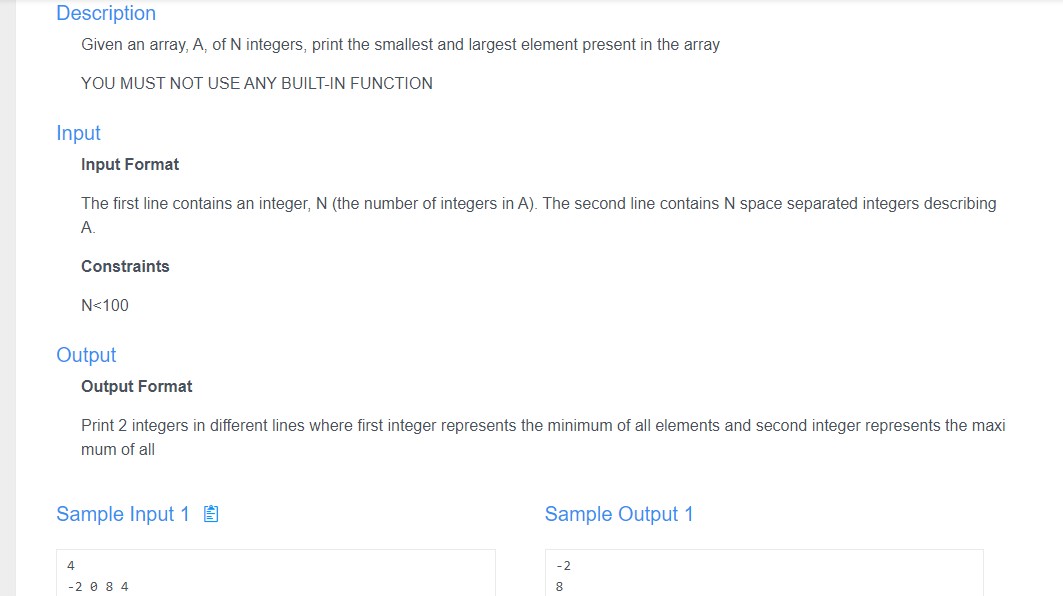 Description
Given an array, A, of N integers, print the smallest and largest element present in the array
YOU MUST NOT USE ANY BUILT-IN FUNCTION
Input
Input Format
The first line contains an integer, N (the number of integers in A). The second line contains N space separated integers describing
A.
Constraints
N<100
Output
Output Format
Print 2 integers in different lines where first integer represents the minimum of all elements and second integer represents the maxi
mum of all
Sample Input 1
4
-2 0 8 4
Sample Output 1
-2
8